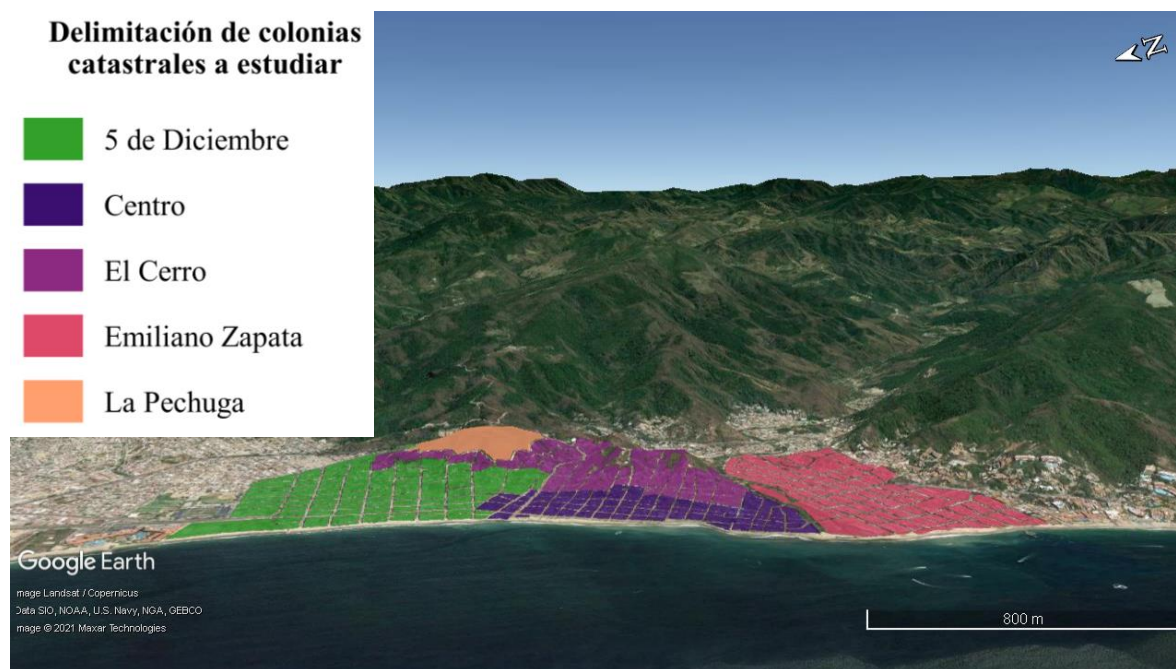 Delimitación de colonias
catastrales a estudiar
5 de Diciembre
Centro
El Cerro
Emiliano Zapata
La Pechuga
N
Google Earth
mage Landsat / Copernicus
Data SIO, NOAA, U.S. Navy, NGA, GEBCO
mage © 2021 Maxar Technologies
800 m